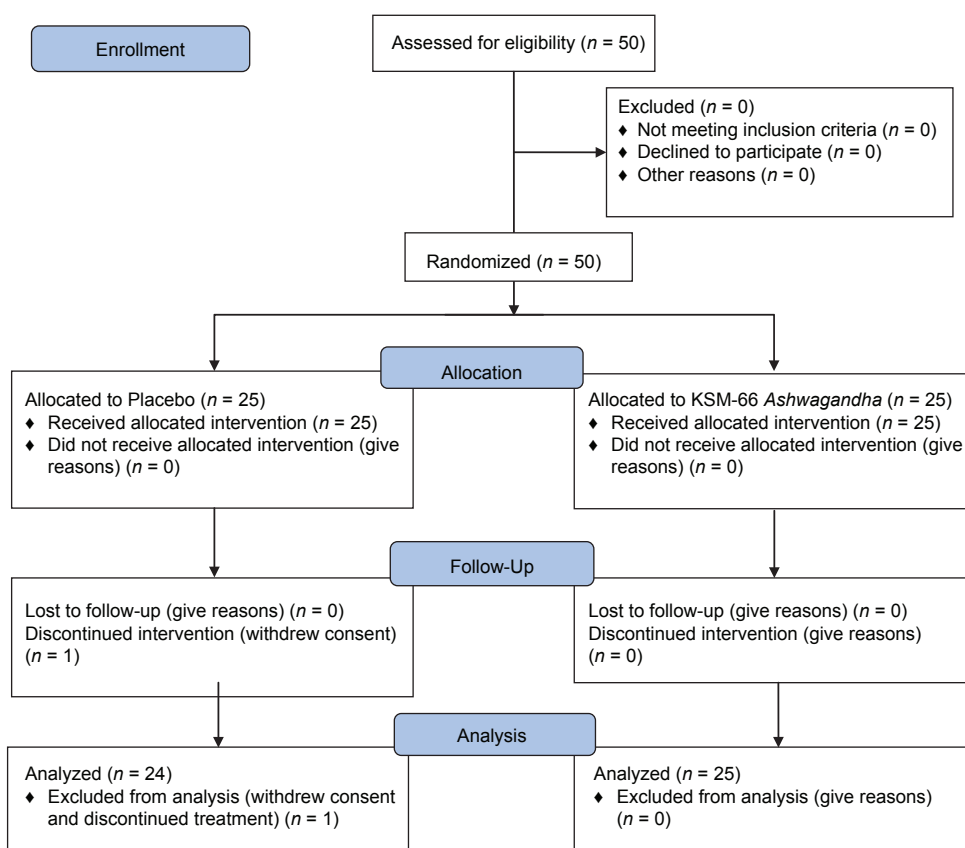 Enrollment
Assessed for eligibility (n = 50)
Excluded (n = 0)
♦ Not meeting inclusion criteria (n = 0)
♦ Declined to participate (n = 0)
♦ Other reasons (n = 0)
Randomized (n = 50)
Allocation
Allocated to Placebo (n = 25)
♦ Received allocated intervention (n = 25)
♦ Did not receive allocated intervention (give
reasons) (n = 0)
Allocated to KSM-66 Ashwagandha (n = 25)
♦ Received allocated intervention (n = 25)
♦ Did not receive allocated intervention (give
reasons) (n = 0)
Follow-Up
Lost to follow-up (give reasons) (n = 0)
Discontinued intervention (withdrew consent)
(n = 1)
Lost to follow-up (give reasons) (n = 0)
Discontinued intervention (give reasons)
(n = 0)
Analysis
Analyzed (n = 24)
♦ Excluded from analysis (withdrew consent
and discontinued treatment) (n = 1)
Analyzed (n = 25)
♦ Excluded from analysis (give reasons)
(n = 0)